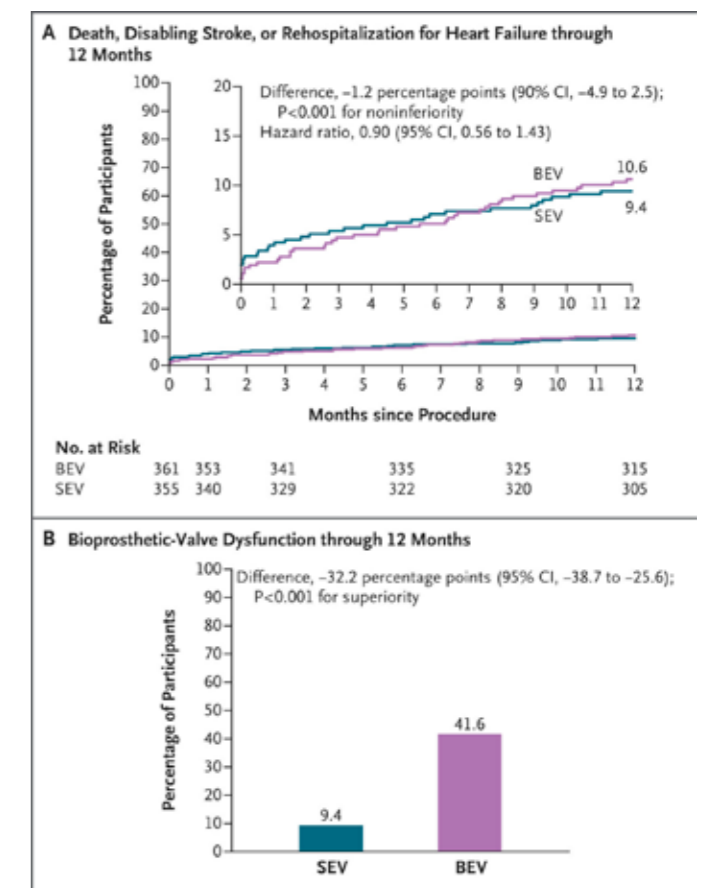 A Death, Disabling Stroke, or Rehospitalization for Heart Failure through
12 Months
Percentage of Participants
100
90
80
70
60
50
40
30
20
10
0
20
15
10
5
0
Difference, −1.2 percentage points (90% CI, −4.9 to 2.5);
P<0.001 for noninferiority
Hazard ratio, 0.90 (95% CI, 0.56 to 1.43)
BEV
10.6
SEV
9.4
0 1 2 3 4 5 6 7 8 9 10 11 12
0 1 2 3 4 5 6 7 8 9 10 11 12
Months since Procedure
No. at Risk
BEV 361 353 341 335 325 315
SEV 355 340 329 322 320 305
B Bioprosthetic-Valve Dysfunction through 12 Months
Percentage of Participants
100
90
80
70
60
50
40
30
20
10
0
Difference, −32.2 percentage points (95% CI, −38.7 to −25.6);
P<0.001 for superiority
9.4
41.6
SEV BEV